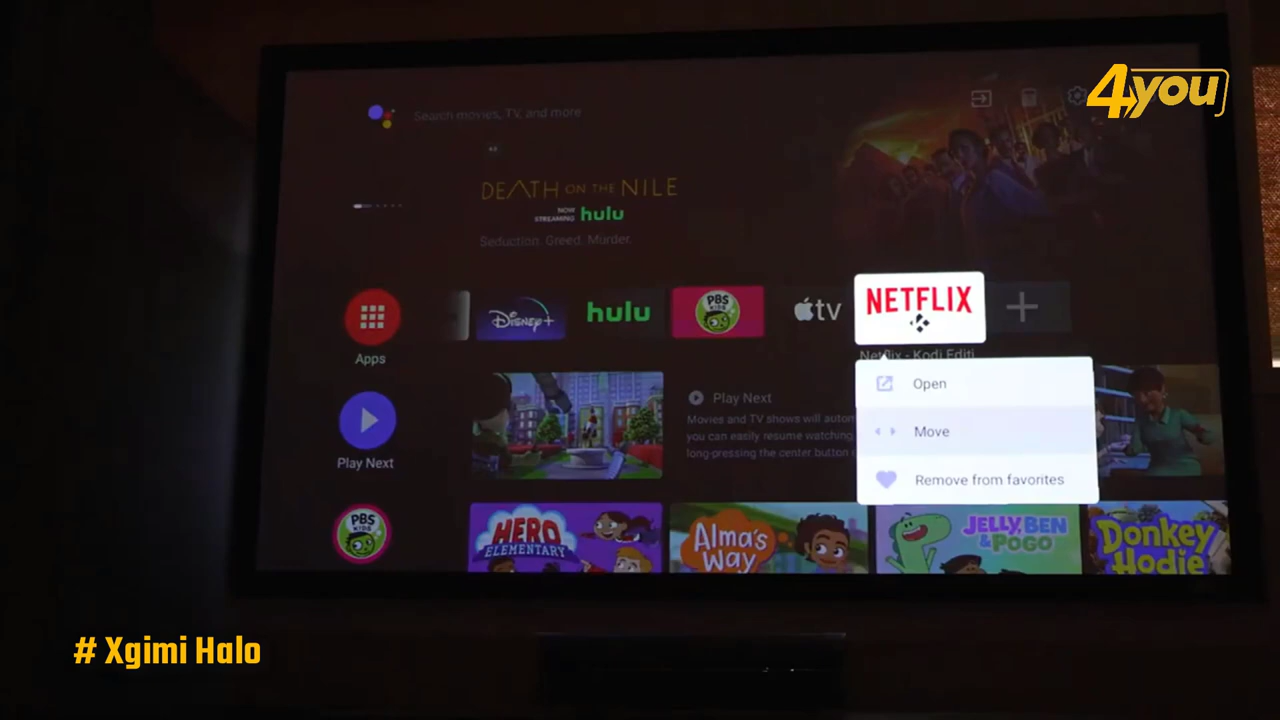 4you
Search movies, TV, and more
DEATH ON THE NILE
NOW STREAMING hulu
Seduction. Greed. Murder.
Disney+
hulu
PBS KIDS
tv
NETFLIX
Apps
Netflix - Kodi Editi
Open
Move
Remove from favorites
Play Next
Movies and TV shows will autom
you can easily resume watching
long-pressing the center button
Play Next
PBS KIDS
HERO ELEMENTARY
Alma's Way
JELLY, BEN & POGO
Donkey Hodie
# Xgimi Halo